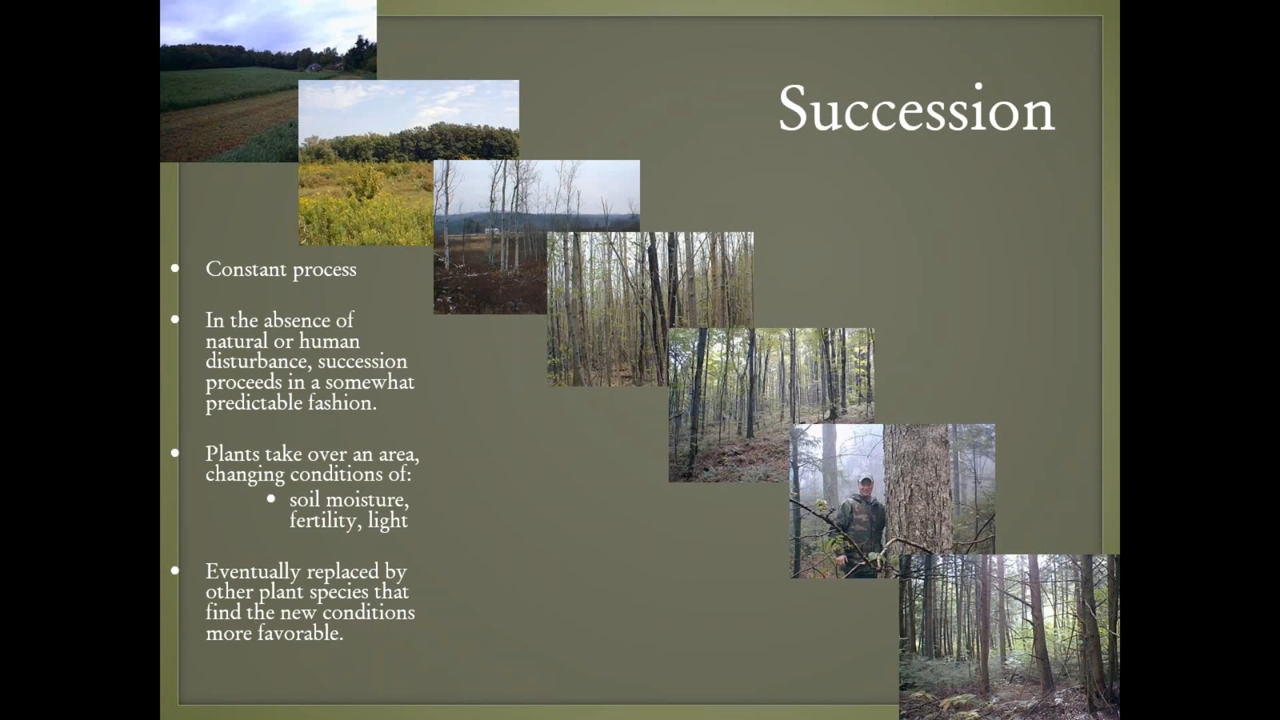 Succession
• Constant process
• In the absence of
natural or human
disturbance, succession
proceeds in a somewhat
predictable fashion.
• Plants take over an area,
changing conditions of:
• soil moisture,
fertility, light
• Eventually replaced by
other plant species that
find the new conditions
more favorable.